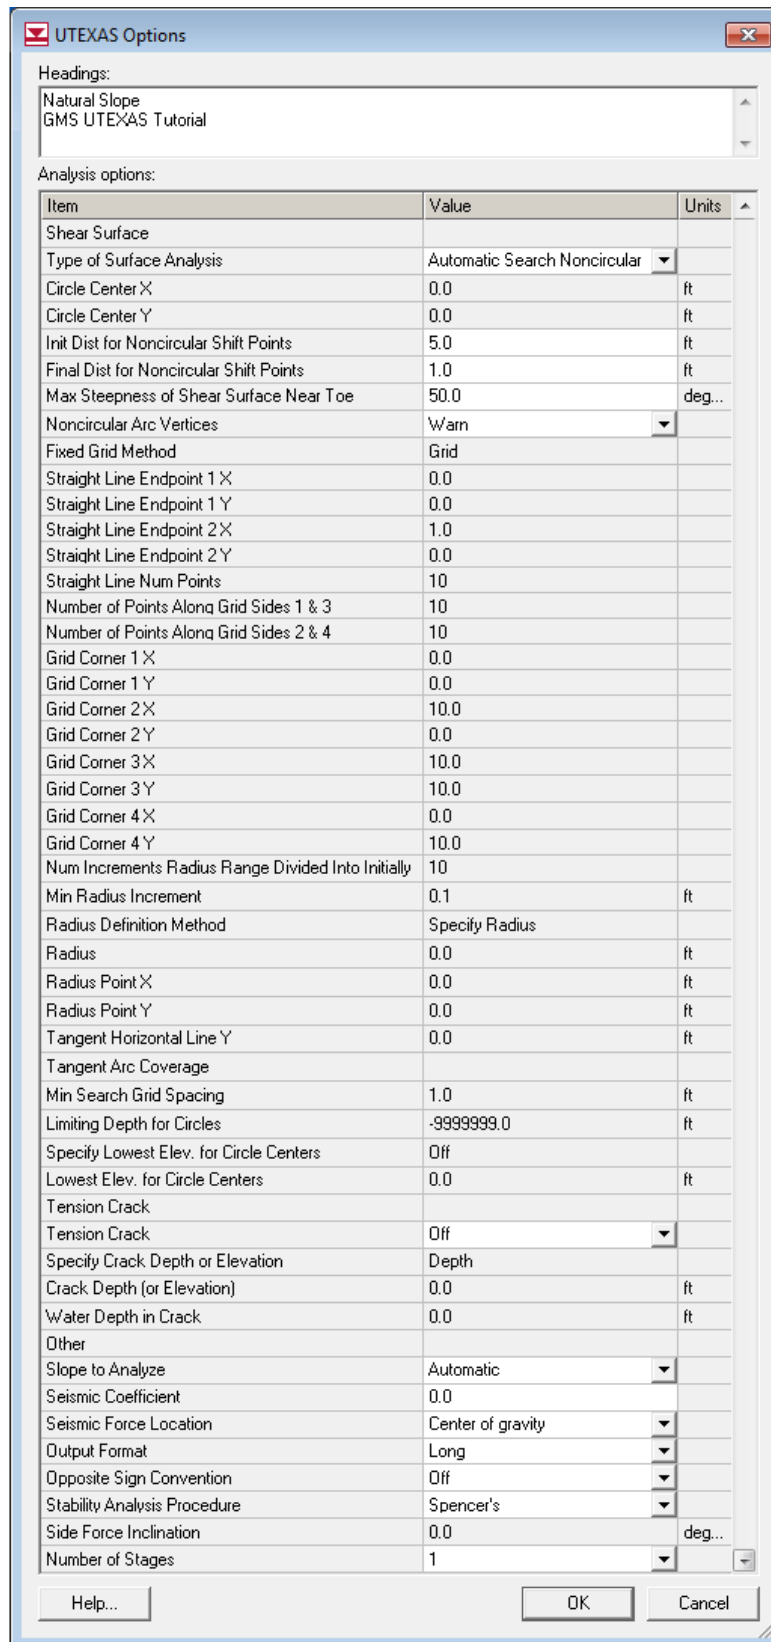 UTEXAS Options
Headings:
Natural Slope
GMS UTEXAS Tutorial
Analysis options:
Item Value Units
Shear Surface
Type of Surface Analysis Automatic Search Noncircular
Circle Center X 0.0 ft
Circle Center Y 0.0 ft
Init Dist for Noncircular Shift Points 5.0 ft
Final Dist for Noncircular Shift Points 1.0 ft
Max Steepness of Shear Surface Near Toe 50.0 deg...
Noncircular Arc Vertices Warn
Fixed Grid Method Grid
Straight Line Endpoint 1 X 0.0
Straight Line Endpoint 1 Y 0.0
Straight Line Endpoint 2 X 1.0
Straight Line Endpoint 2 Y 0.0
Straight Line Num Points 10
Number of Points Along Grid Sides 1 & 3 10
Number of Points Along Grid Sides 2 & 4 10
Grid Corner 1 X 0.0
Grid Corner 1 Y 0.0
Grid Corner 2 X 10.0
Grid Corner 2 Y 0.0
Grid Corner 3 X 10.0
Grid Corner 3 Y 10.0
Grid Corner 4 X 0.0
Grid Corner 4 Y 10.0
Num Increments Radius Range Divided Into Initially 10
Min Radius Increment 0.1 ft
Radius Definition Method Specify Radius
Radius 0.0 ft
Radius Point X 0.0 ft
Radius Point Y 0.0 ft
Tangent Horizontal Line Y 0.0 ft
Tangent Arc Coverage
Min Search Grid Spacing 1.0 ft
Limiting Depth for Circles -9999999.0 ft
Specify Lowest Elev. for Circle Centers Off
Lowest Elev. for Circle Centers 0.0 ft
Tension Crack
Tension Crack Off
Specify Crack Depth or Elevation Depth
Crack Depth (or Elevation) 0.0 ft
Water Depth in Crack 0.0 ft
Other
Slope to Analyze Automatic
Seismic Coefficient 0.0
Seismic Force Location Center of gravity
Output Format Long
Opposite Sign Convention Off
Stability Analysis Procedure Spencer's
Side Force Inclination 0.0 deg...
Number of Stages 1
Help... OK Cancel